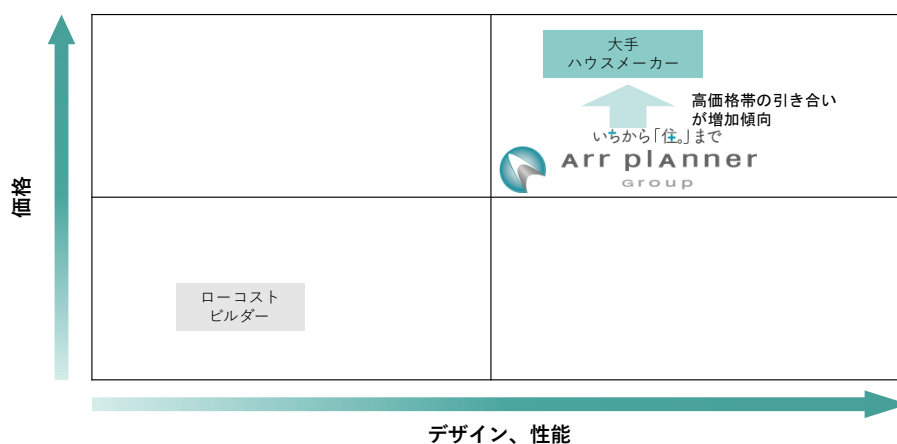 大手
ハウスメーカー
高価格帯の引き合い
が増加傾向
いちから「住。」まで
Arr plAnner
Group
価格
ローコスト
ビルダー
デザイン、性能